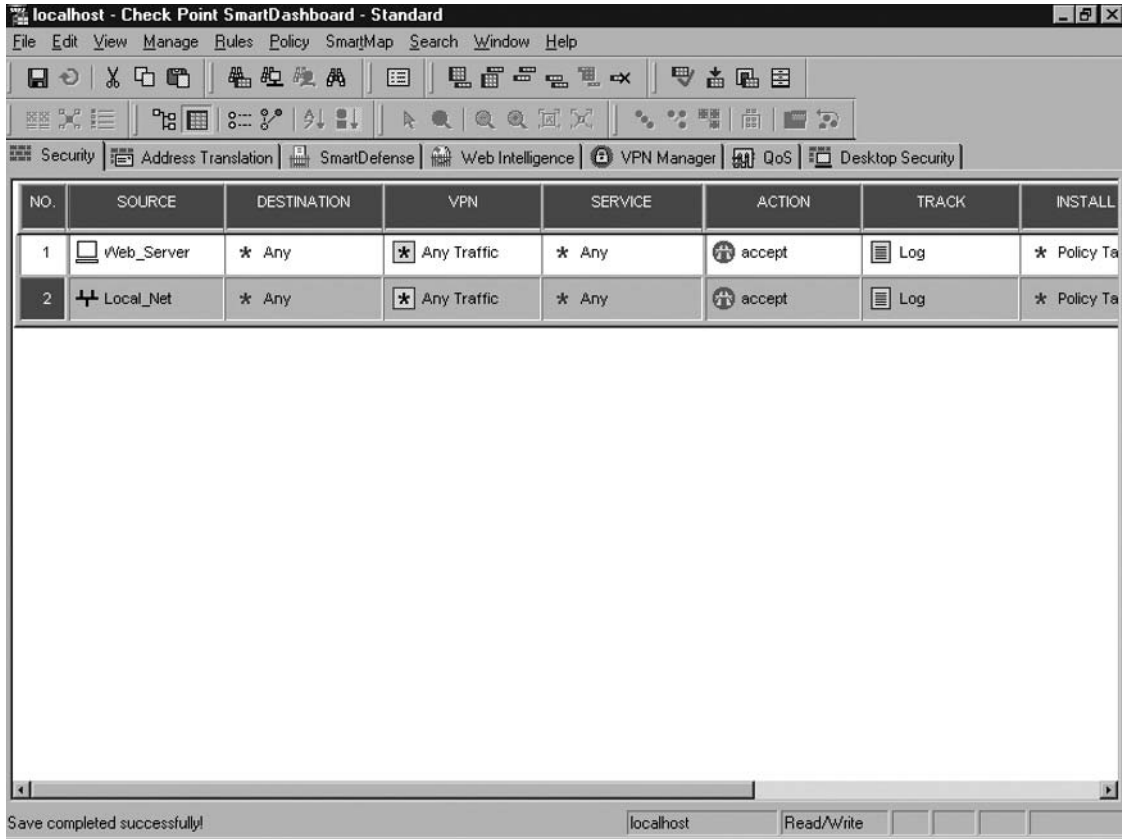 localhost - Check Point SmartDashboard - Standard
File Edit View Manage Rules Policy SmartMap Search Window Help
Security Address Translation SmartDefense Web Intelligence VPN Manager QoS Desktop Security
NO. SOURCE DESTINATION VPN SERVICE ACTION TRACK INSTALL
1 Web_Server * Any * Any Traffic * Any accept Log * Policy Ta
2 Local_Net * Any * Any Traffic * Any accept Log * Policy Ta
Save completed successfully! localhost Read/Write